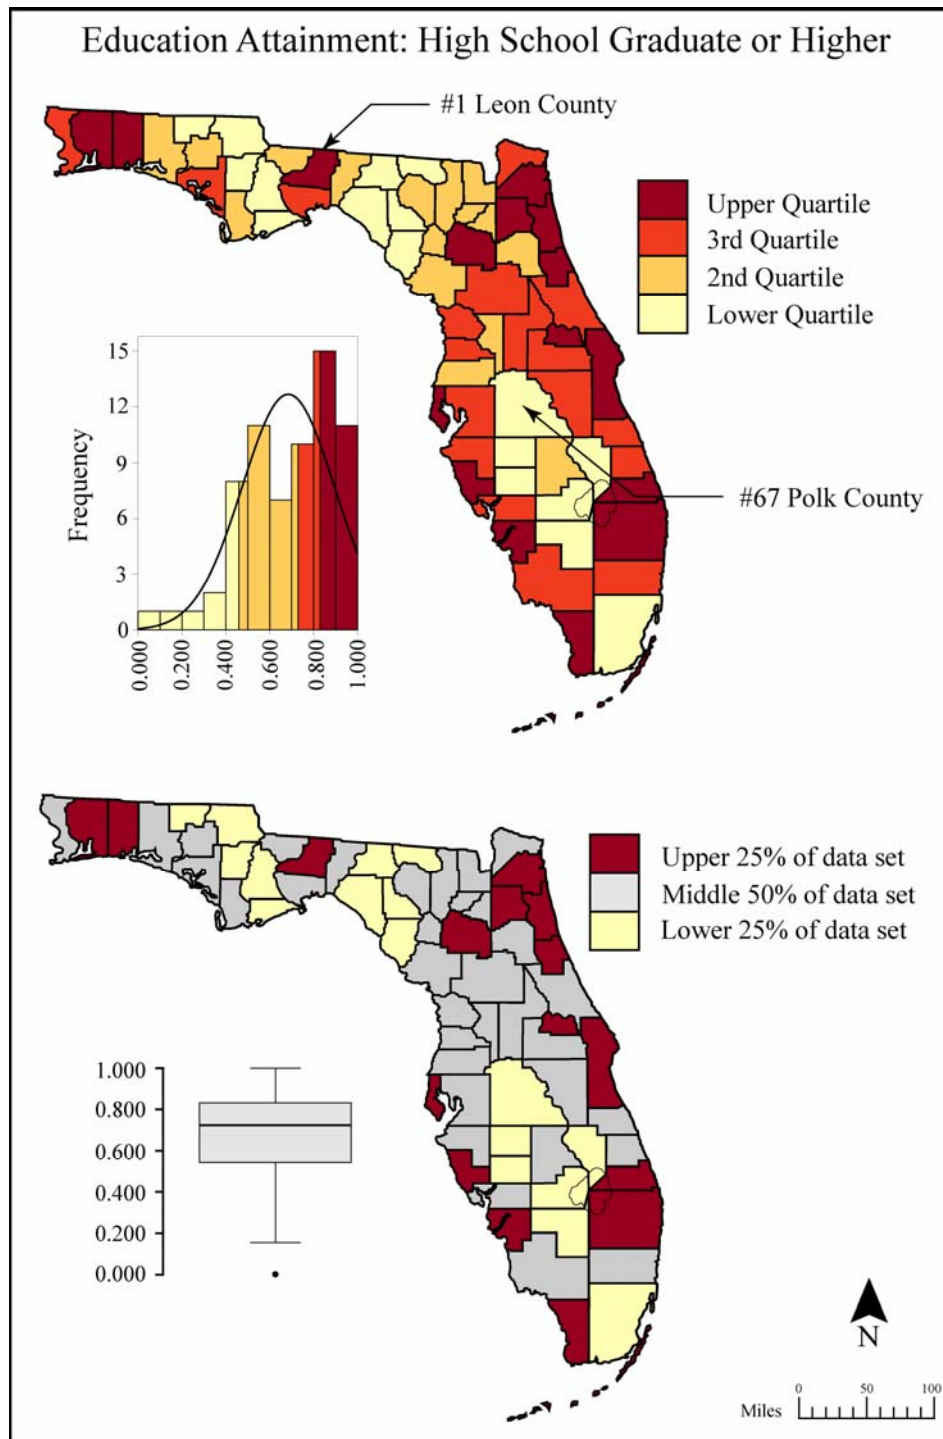 Education Attainment: High School Graduate or Higher
#1 Leon County
Upper Quartile
3rd Quartile
2nd Quartile
Lower Quartile
15
12
9
6
3
0
Frequency
0.000
0.200
0.400
0.600
0.800
1.000
#67 Polk County
Upper 25% of data set
Middle 50% of data set
Lower 25% of data set
1.000
0.800
0.600
0.400
0.200
0.000
N
0 50 100
Miles